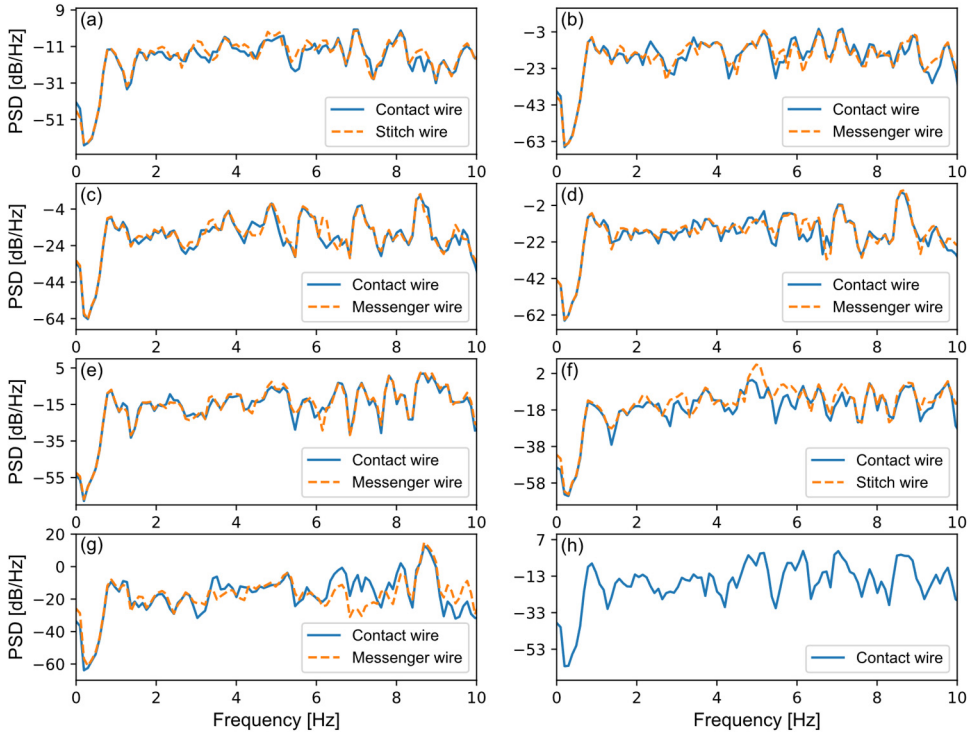 (a)
PSD [dB/Hz]
9
−11
−31
−51
Contact wire
Stitch wire
0 2 4 6 8 10
(b)
−3
−23
−43
−63
Contact wire
Messenger wire
0 2 4 6 8 10
(c)
PSD [dB/Hz]
−4
−24
−44
−64
Contact wire
Messenger wire
0 2 4 6 8 10
(d)
−2
−22
−42
−62
Contact wire
Messenger wire
0 2 4 6 8 10
(e)
PSD [dB/Hz]
5
−15
−35
−55
Contact wire
Messenger wire
0 2 4 6 8 10
(f)
2
−18
−38
−58
Contact wire
Stitch wire
0 2 4 6 8 10
(g)
PSD [dB/Hz]
20
0
−20
−40
−60
Contact wire
Messenger wire
0 2 4 6 8 10
Frequency [Hz]
(h)
7
−13
−33
−53
Contact wire
0 2 4 6 8 10
Frequency [Hz]